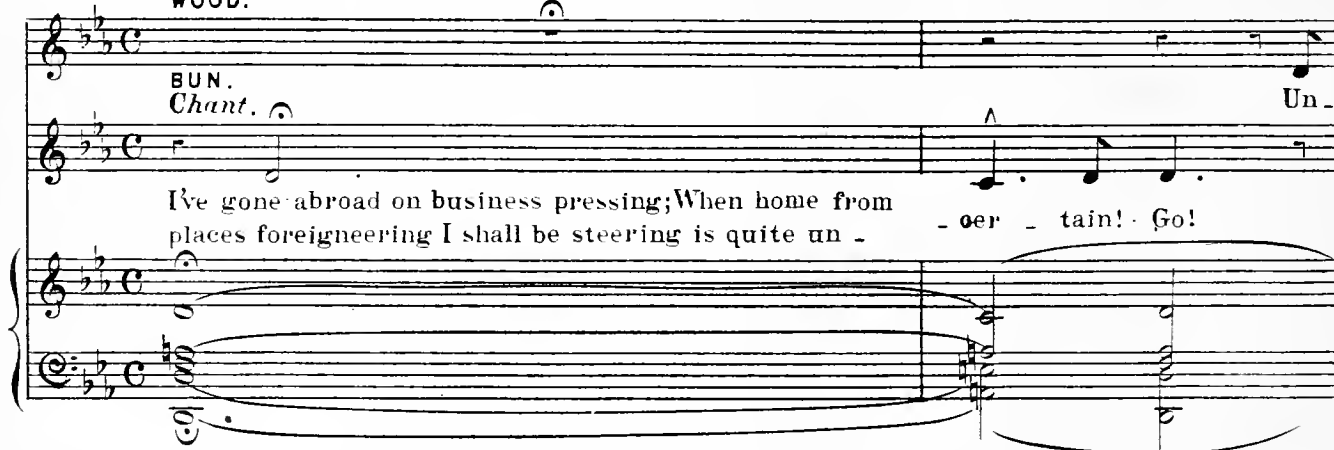 WOOD.
Un_
BUN.
Chant.
I've gone abroad on business pressing; When home from
places foreigneering I shall be steering is quite un -
- cer - tain! Go!